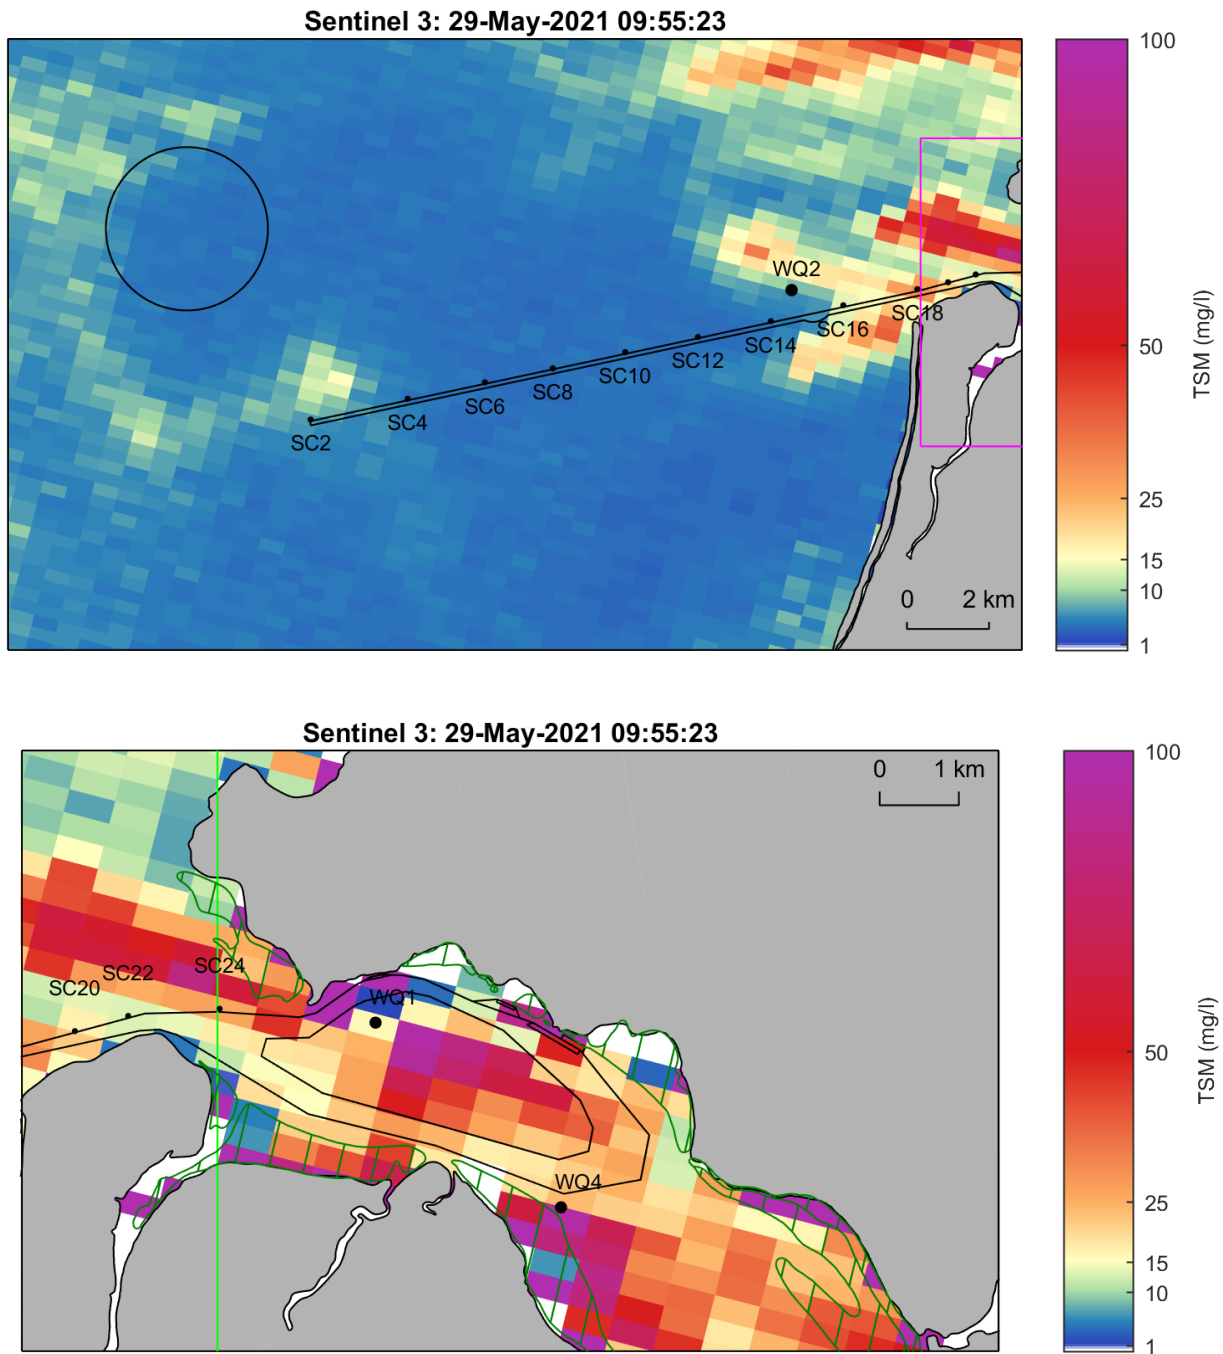 Sentinel 3: 29-May-2021 09:55:23
100
WQ2
SC18
SC16
SC14
SC12
SC10
SC8
SC6
SC4
SC2
50
25
15
10
1
TSM (mg/l)
0 2 km
Sentinel 3: 29-May-2021 09:55:23
0 1 km
100
SC24
SC22
SC20
WQ1
WQ4
50
25
15
10
1
TSM (mg/l)